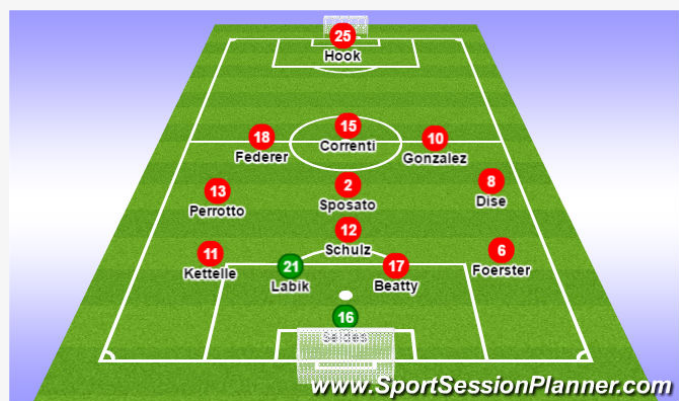 25
Hook
18
Federer
15
Correnti
10
Gonzalez
13
Perrotto
2
Sposato
8
Dise
12
Schulz
11
Kettelle
21
Labik
17
Beatty
6
Foerster
16
Seides
www.SportSessionPlanner.com